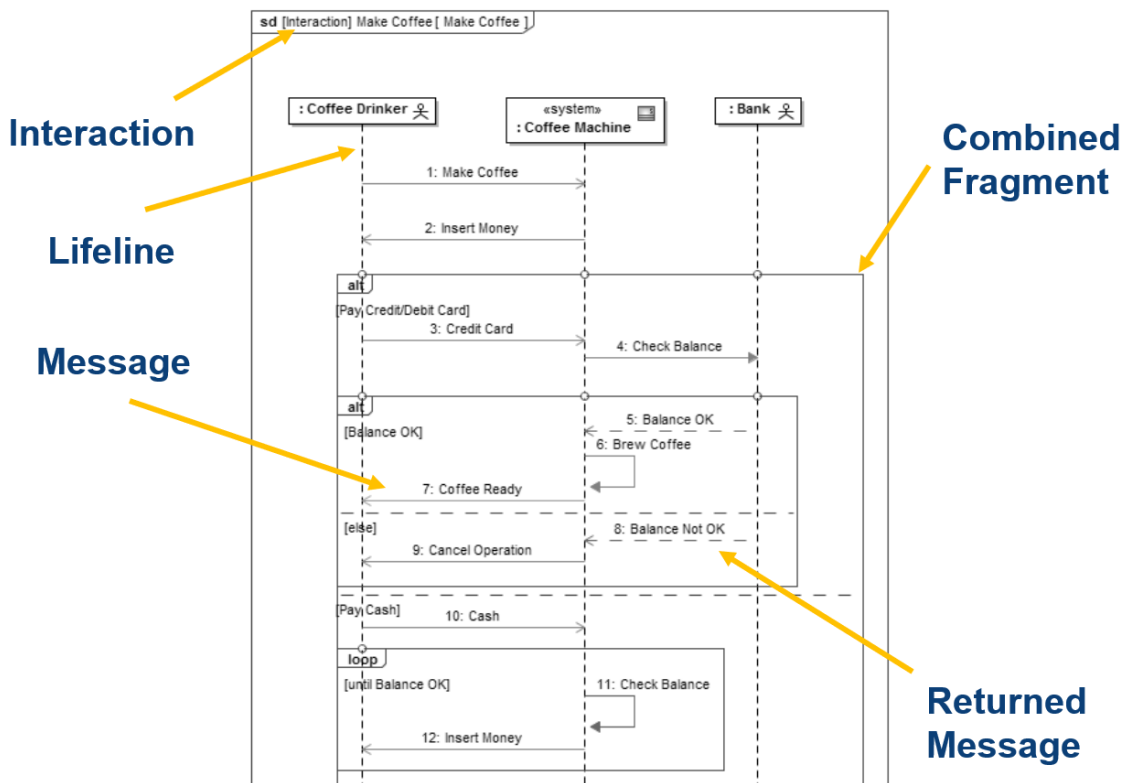 sd [Interaction] Make Coffee [ Make Coffee ]
Interaction
Lifeline
Message
Combined
Fragment
Returned
Message
: Coffee Drinker
«system»
: Coffee Machine
: Bank
1: Make Coffee
2: Insert Money
alt
[Pay Credit/Debit Card]
3: Credit Card
4: Check Balance
alt
[Balance OK]
5: Balance OK
6: Brew Coffee
7: Coffee Ready
[else]
8: Balance Not OK
9: Cancel Operation
[Pay Cash]
10: Cash
loop
[until Balance OK]
11: Check Balance
12: Insert Money